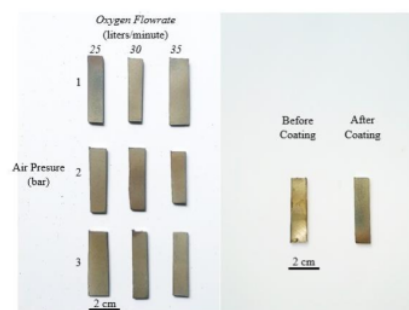 Oxygen Flowrate
(liters/minute)
25 30 35
1
Air Presure
(bar)
2
3
2 cm
Before
Coating
After
Coating
2 cm